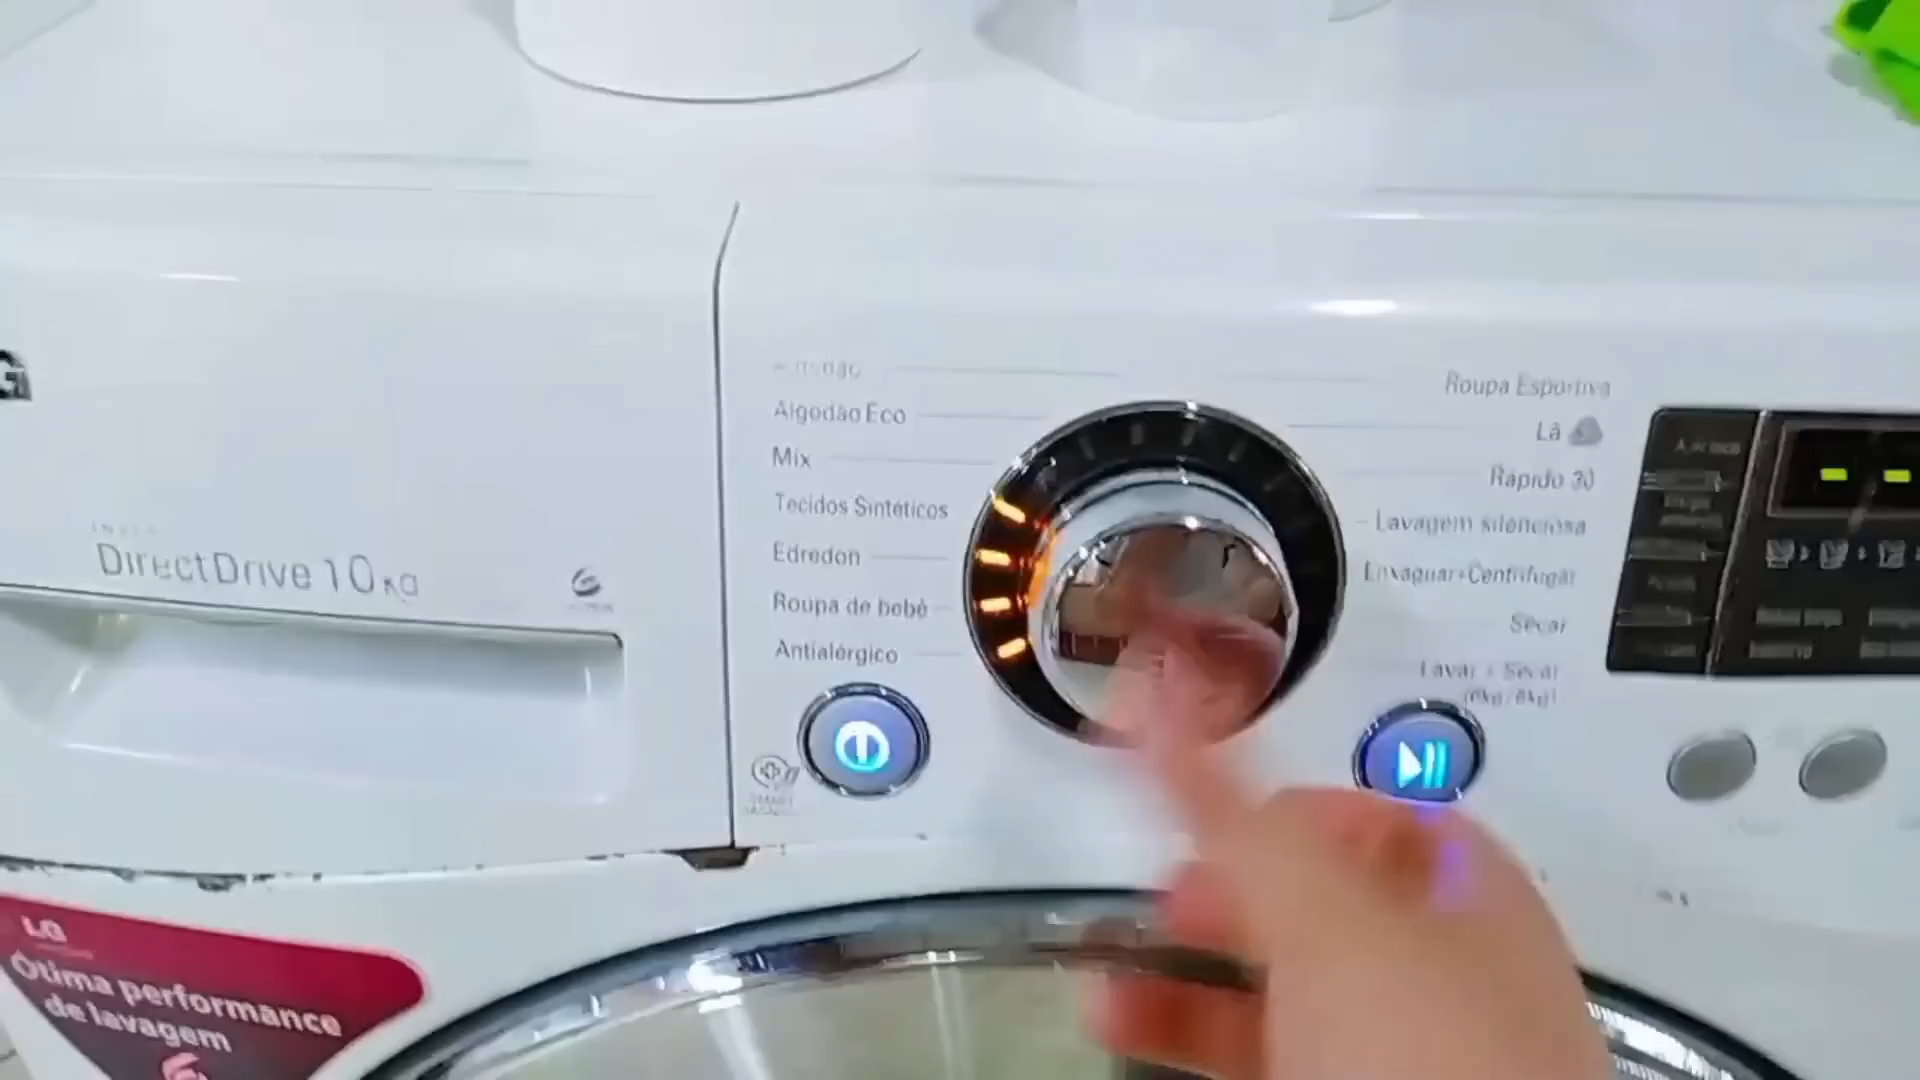 DirectDrive 10kg
Algodão Eco
Mix
Tecidos Sintéticos
Edredon
Roupa de bebê
Antialérgico
Roupa Esportiva
Lã
Rápido 30
Lavagem silenciosa
Enxaguar+Centrifugar
Secar
Lavar + Secar
SMART
LG
Ótima performance
de lavagem